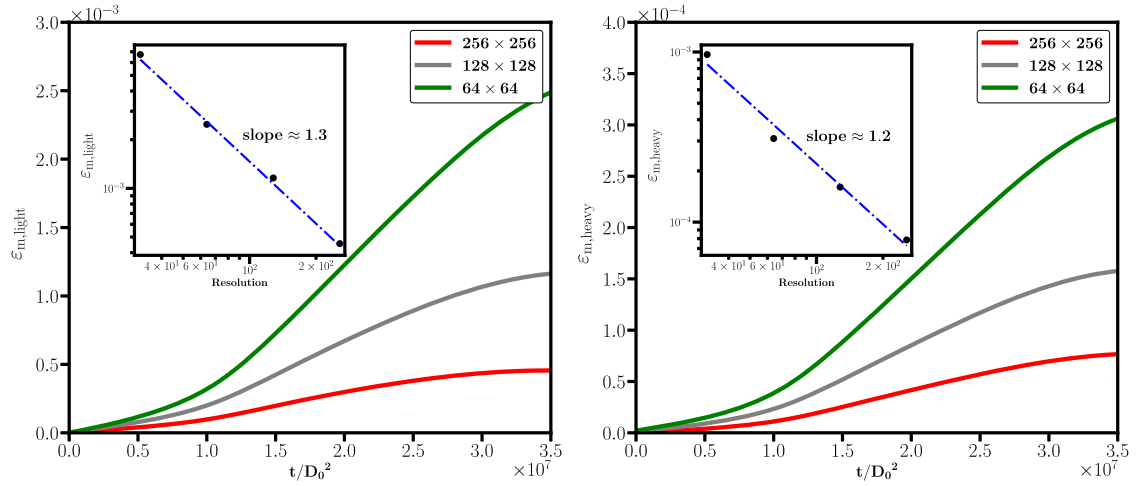 ×10⁻³
3.0
2.5
2.0
1.5
1.0
0.5
0.0
ε_m,light
0.0 0.5 1.0 1.5 2.0 2.5 3.0 3.5
t/D₀²
×10⁷
256 × 256
128 × 128
64 × 64
slope ≈ 1.3
ε_m,light
10⁻³
4 × 10¹ 6 × 10¹ 10² 2 × 10²
Resolution
×10⁻⁴
4.0
3.5
3.0
2.5
2.0
1.5
1.0
0.5
0.0
ε_m,heavy
0.0 0.5 1.0 1.5 2.0 2.5 3.0 3.5
t/D₀²
×10⁷
256 × 256
128 × 128
64 × 64
slope ≈ 1.2
ε_m,heavy
10⁻³
10⁻⁴
4 × 10¹ 6 × 10¹ 10² 2 × 10²
Resolution